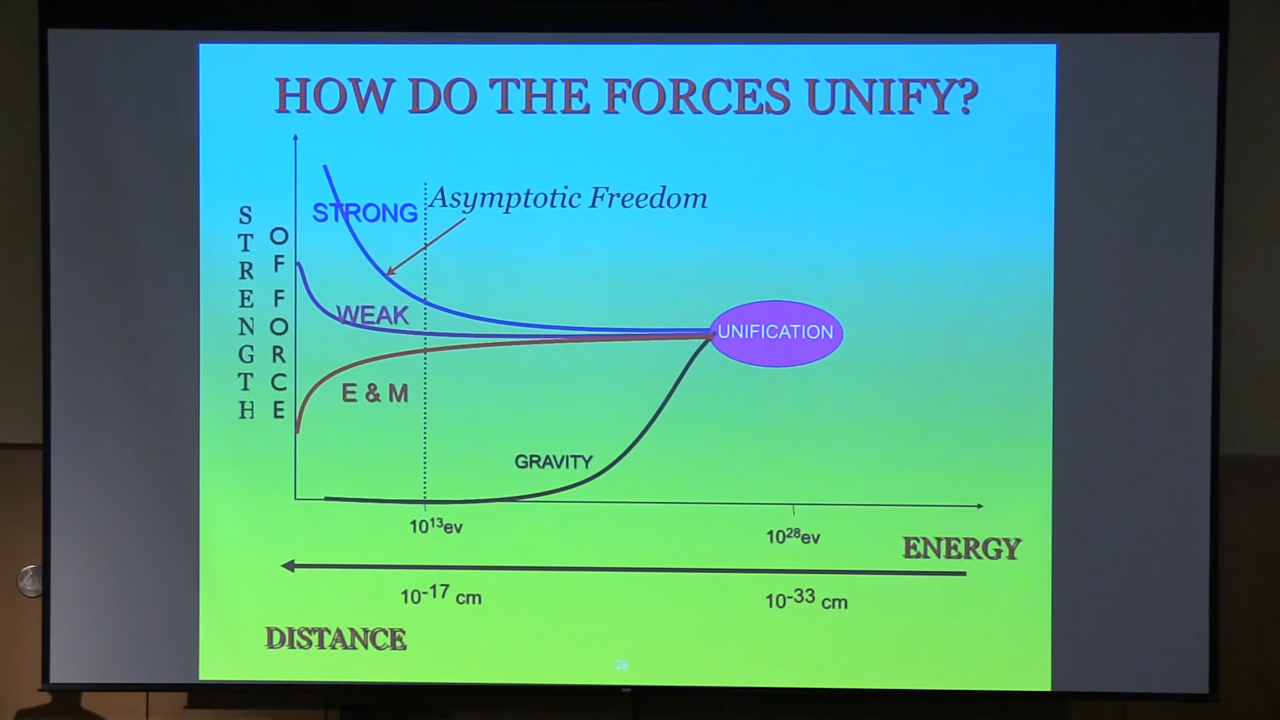 HOW DO THE FORCES UNIFY?
STRENGTH
OF FORCE
Asymptotic Freedom
STRONG
WEAK
UNIFICATION
E & M
GRAVITY
10¹³ev
10²⁸ev
ENERGY
10⁻¹⁷ cm
10⁻³³ cm
DISTANCE